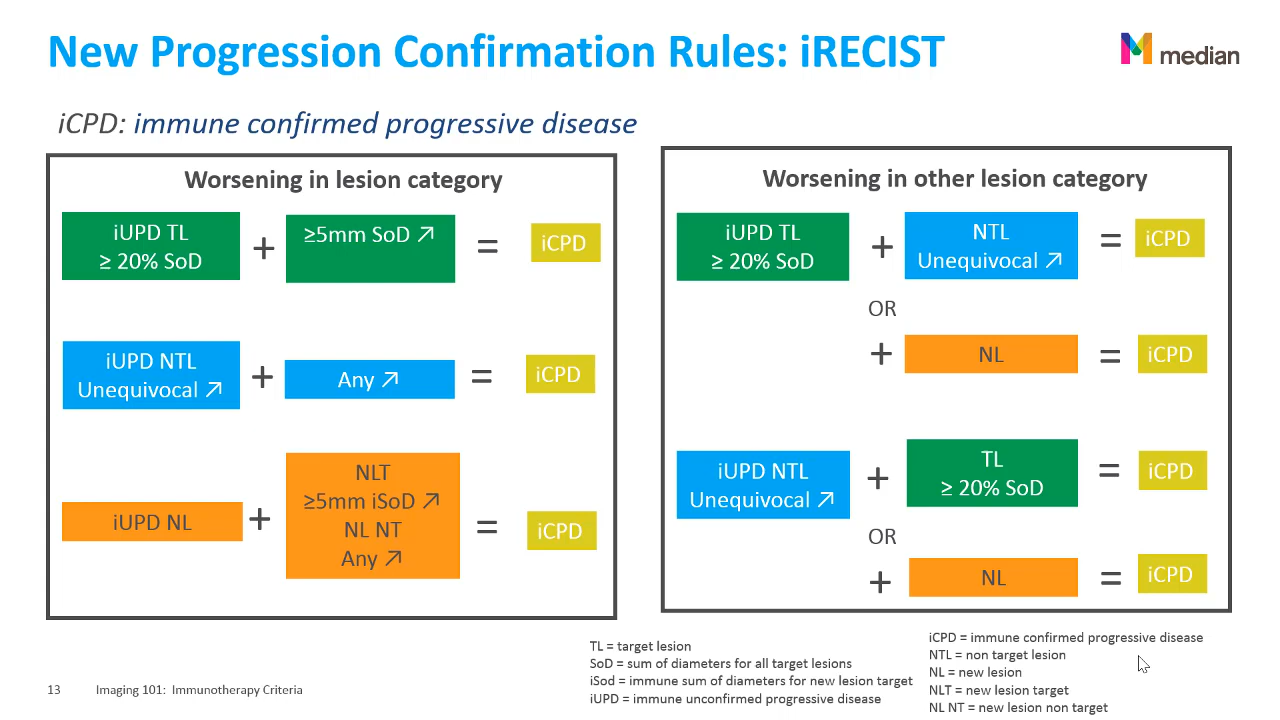 New Progression Confirmation Rules: iRECIST
median
iCPD: immune confirmed progressive disease
Worsening in lesion category
iUPD TL
≥ 20% SoD
+
≥5mm SoD ↗
=
iCPD
iUPD NTL
Unequivocal ↗
+
Any ↗
=
iCPD
iUPD NL
+
NLT
≥5mm iSoD ↗
NL NT
Any ↗
=
iCPD
Worsening in other lesion category
iUPD TL
≥ 20% SoD
+
NTL
Unequivocal ↗
=
iCPD
OR
+
NL
=
iCPD
iUPD NTL
Unequivocal ↗
+
TL
≥ 20% SoD
=
iCPD
OR
+
NL
=
iCPD
TL = target lesion
SoD = sum of diameters for all target lesions
iSod = immune sum of diameters for new lesion target
iUPD = immune unconfirmed progressive disease
iCPD = immune confirmed progressive disease
NTL = non target lesion
NL = new lesion
NLT = new lesion target
NL NT = new lesion non target
13
Imaging 101: Immunotherapy Criteria